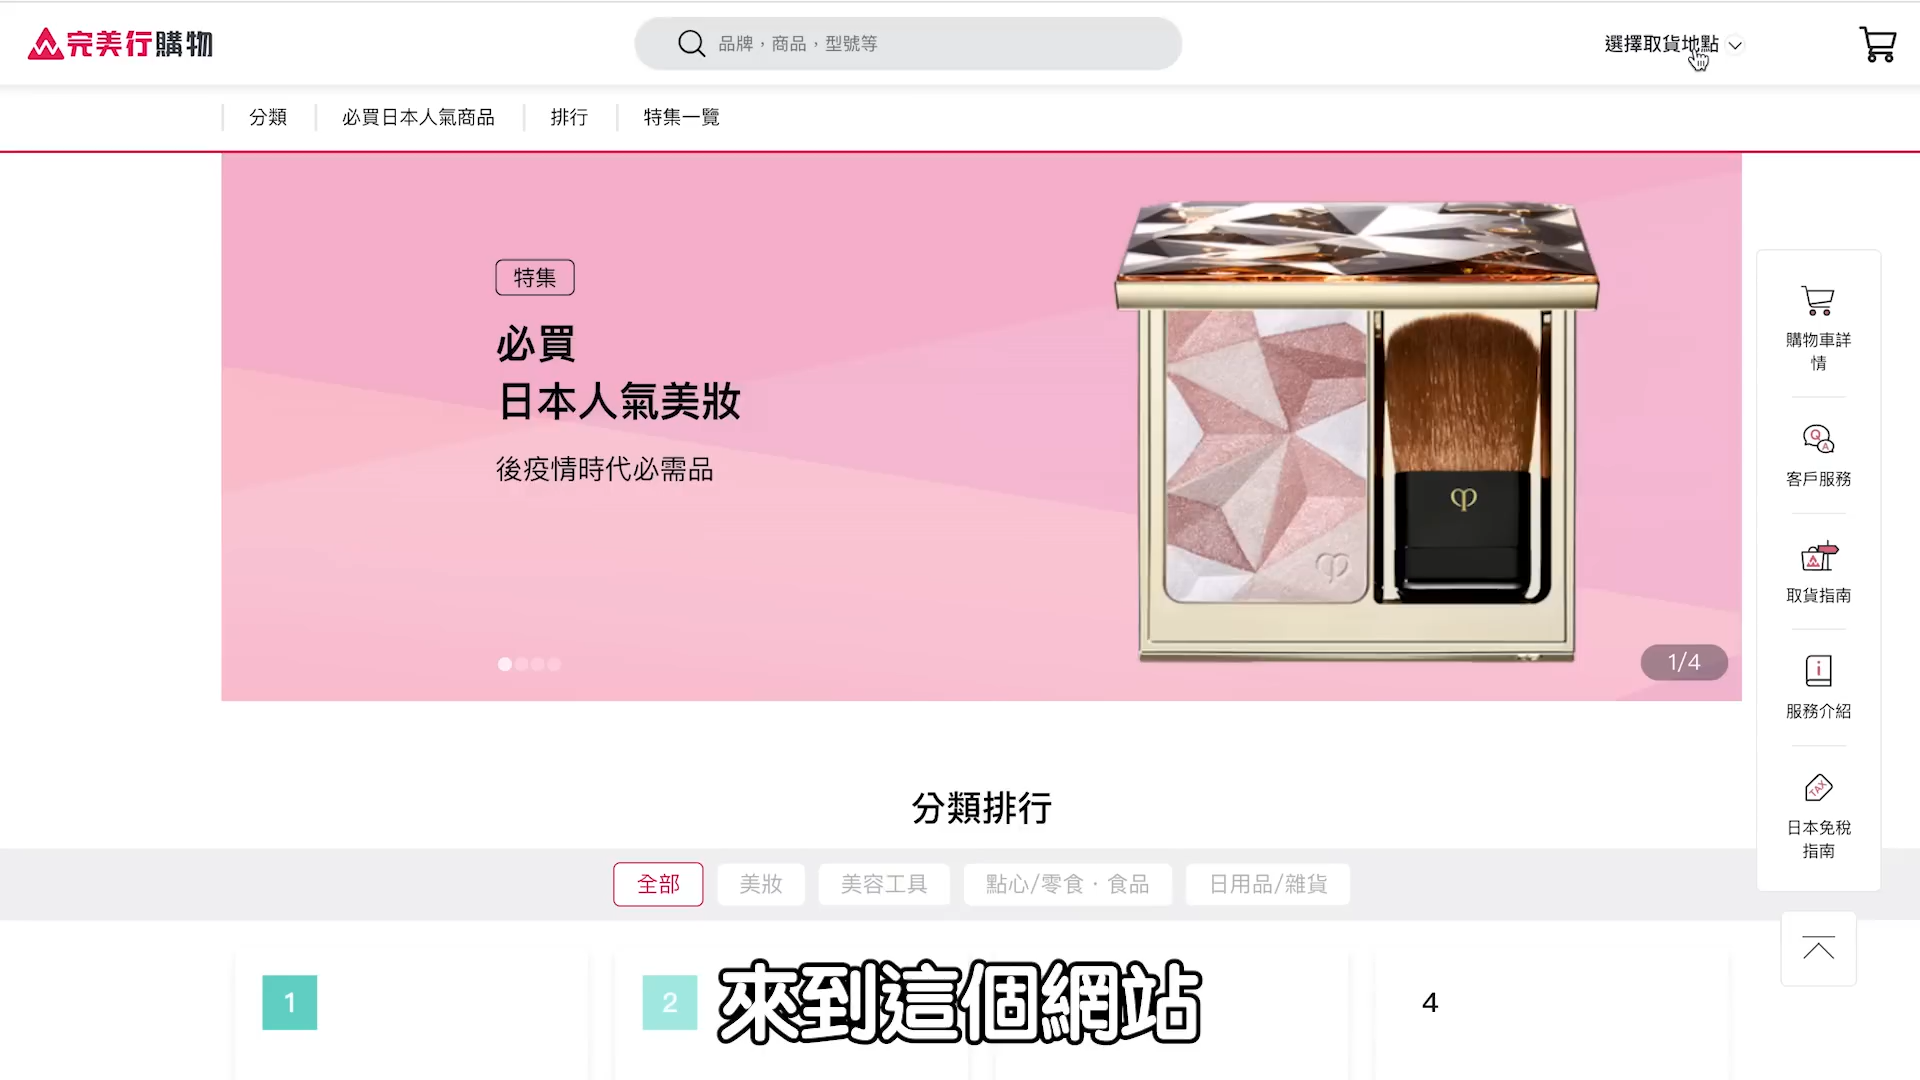 完美行購物
品牌，商品，型號等
選擇取貨地點
分類
必買日本人氣商品
排行
特集一覽
特集
必買
日本人氣美妝
後疫情時代必需品
1/4
購物車詳
情
Q
A
客戶服務
取貨指南
i
服務介紹
TAX
日本免稅
指南
分類排行
全部
美妝
美容工具
點心/零食・食品
日用品/雜貨
1
2
4
來到這個網站